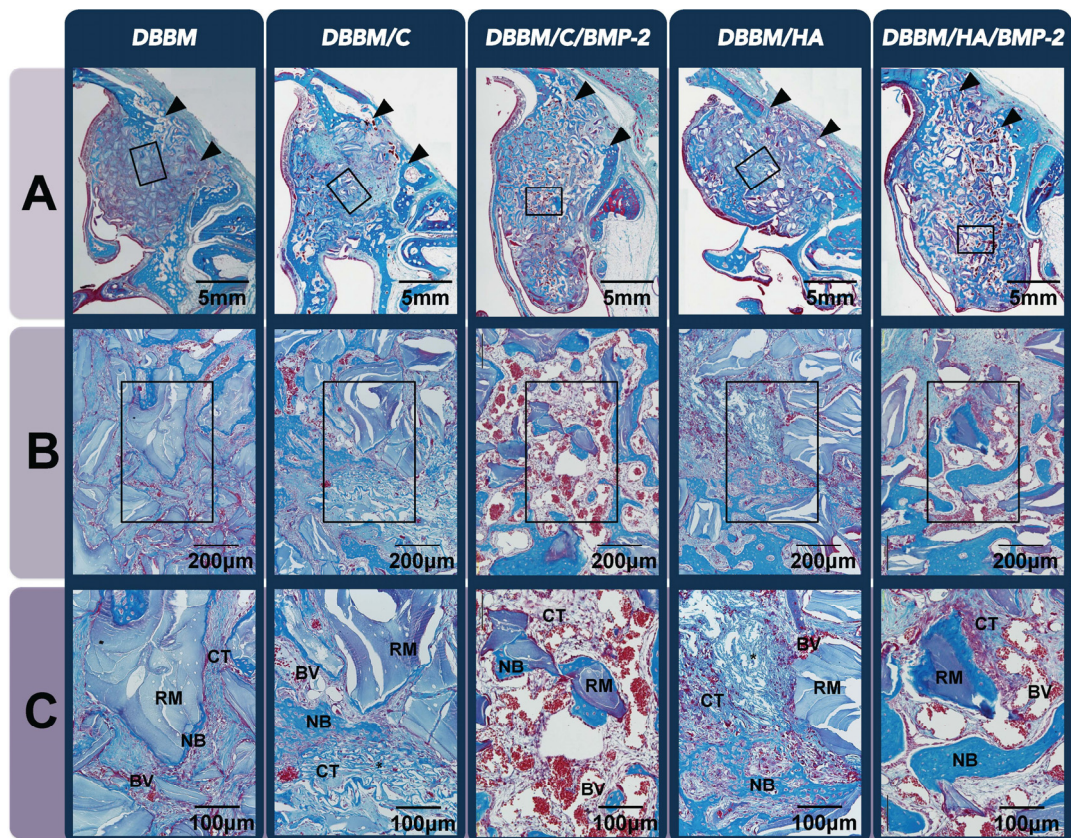 DBBM DBBM/C DBBM/C/BMP-2 DBBM/HA DBBM/HA/BMP-2
A
5mm 5mm 5mm 5mm 5mm
B
200μm 200μm 200μm 200μm 200μm
C
CT RM NB BV 100μm
RM BV NB CT * 100μm
CT NB RM BV 100μm
* BV RM CT NB 100μm
CT RM BV NB 100μm